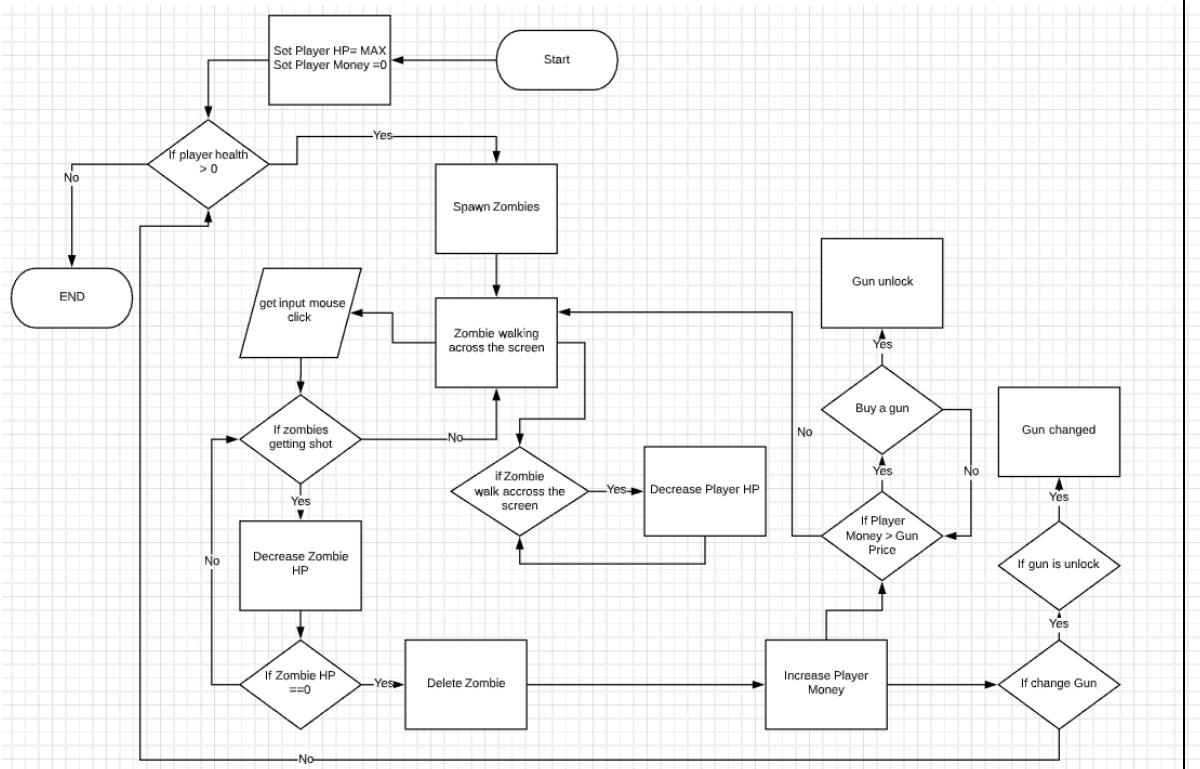 Set Player HP= MAX
Set Player Money =0
Start
If player health
> 0
Yes
No
Spawn Zombies
END
get input mouse
click
Zombie walking
across the screen
Gun unlock
Yes
Buy a gun
Gun changed
If zombies
getting shot
No
No
if Zombie
walk accross the
screen
Yes
Decrease Player HP
Yes
No
Yes
Yes
If Player
Money > Gun
Price
Decrease Zombie
HP
No
If gun is unlock
Yes
If Zombie HP
==0
Yes
Delete Zombie
Increase Player
Money
If change Gun
No